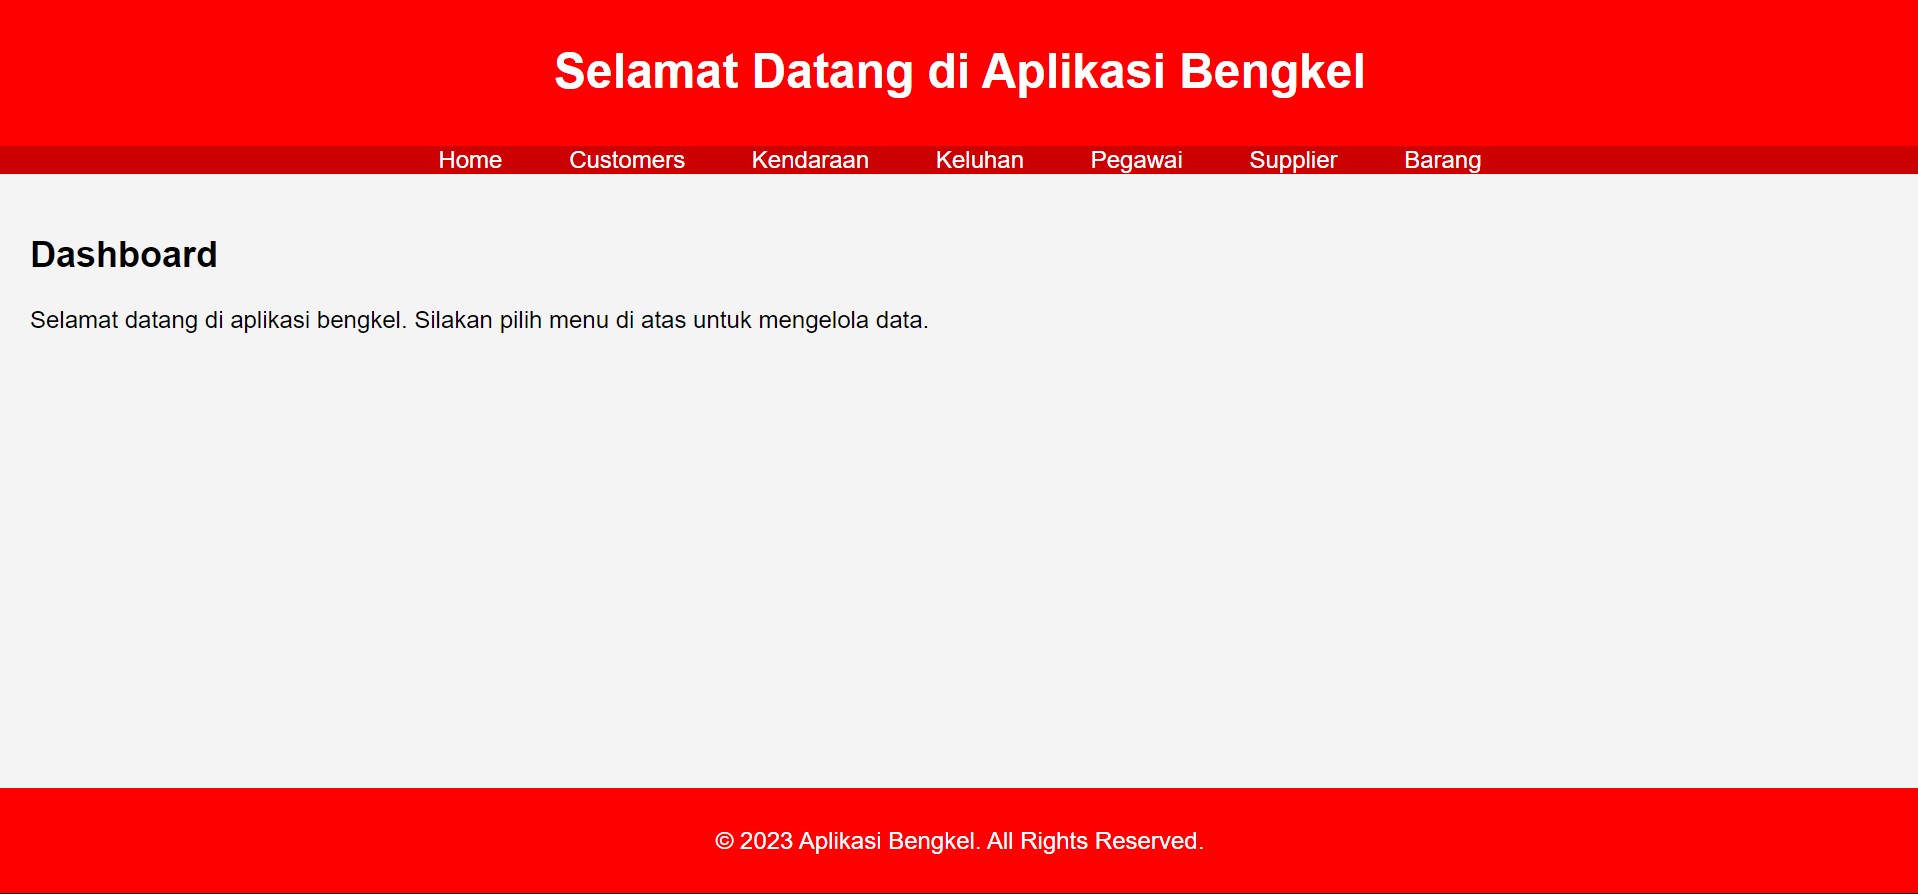 Selamat Datang di Aplikasi Bengkel
Home Customers Kendaraan Keluhan Pegawai Supplier Barang
Dashboard
Selamat datang di aplikasi bengkel. Silakan pilih menu di atas untuk mengelola data.
© 2023 Aplikasi Bengkel. All Rights Reserved.